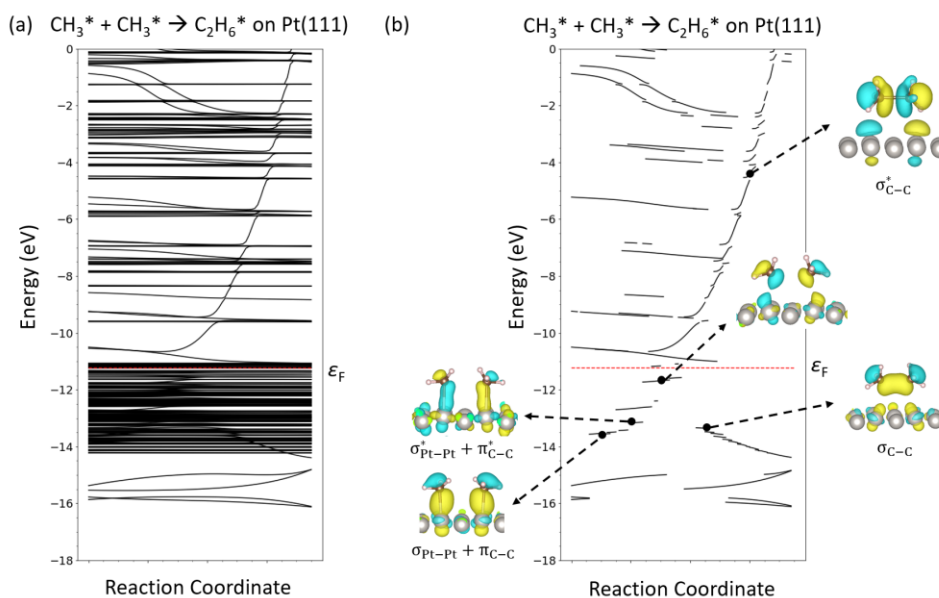 (a) CH₃* + CH₃* → C₂H₆* on Pt(111)
Energy (eV)
0
−2
−4
−6
−8
−10
−12
−14
−16
−18
Reaction Coordinate
εF
(b) CH₃* + CH₃* → C₂H₆* on Pt(111)
Energy (eV)
0
−2
−4
−6
−8
−10
−12
−14
−16
−18
Reaction Coordinate
εF
σ*C−C
σC−C
σ*Pt−Pt + π*C−C
σPt−Pt + πC−C